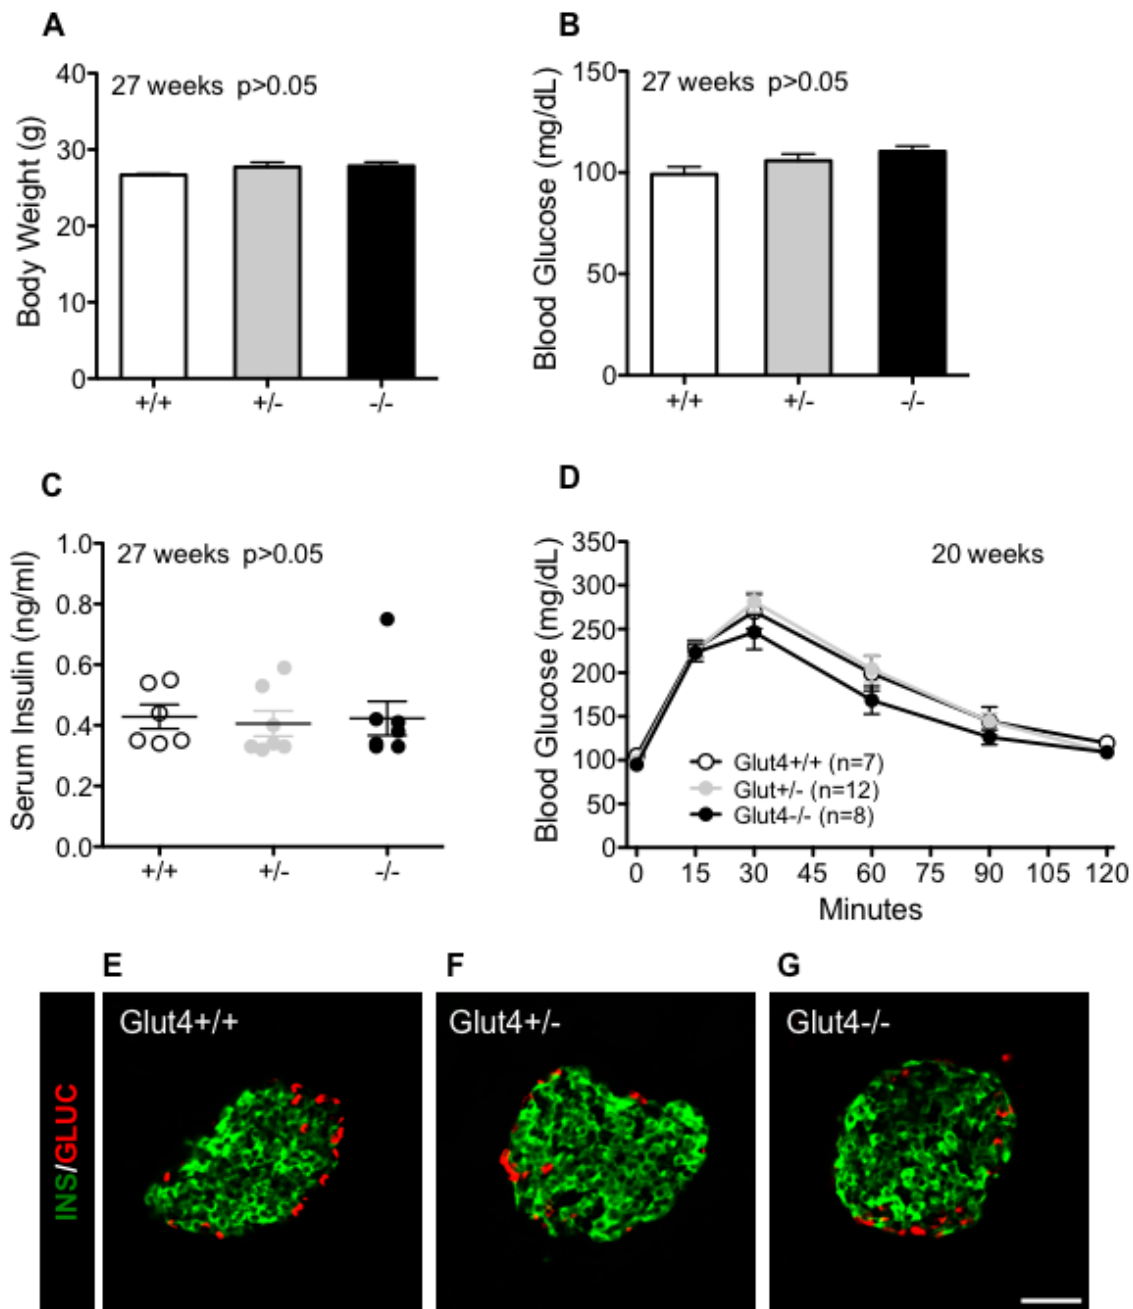 A
27 weeks p>0.05
Body Weight (g)
40
30
20
10
0
+/+ +/- -/-
B
27 weeks p>0.05
Blood Glucose (mg/dL)
150
100
50
0
+/+ +/- -/-
C
27 weeks p>0.05
Serum Insulin (ng/ml)
1.0
0.8
0.6
0.4
0.2
0.0
+/+ +/- -/-
D
20 weeks
Blood Glucose (mg/dL)
350
300
250
200
150
100
50
0
Glut4+/+ (n=7)
Glut+/- (n=12)
Glut4-/- (n=8)
0 15 30 45 60 75 90 105 120
Minutes
E F G
INS/GLUC
Glut4+/+ Glut4+/- Glut4-/-